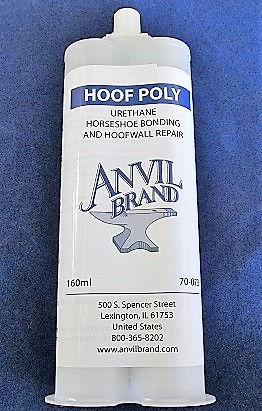 HOOF POLY
URETHANE
HORSESHOE BONDING
AND HOOFWALL REPAIR
ANVIL
BRAND
160ml
500 S. Spencer Street
Lexington, IL 61753
United States
800-365-8202
www.anvilbrand.com